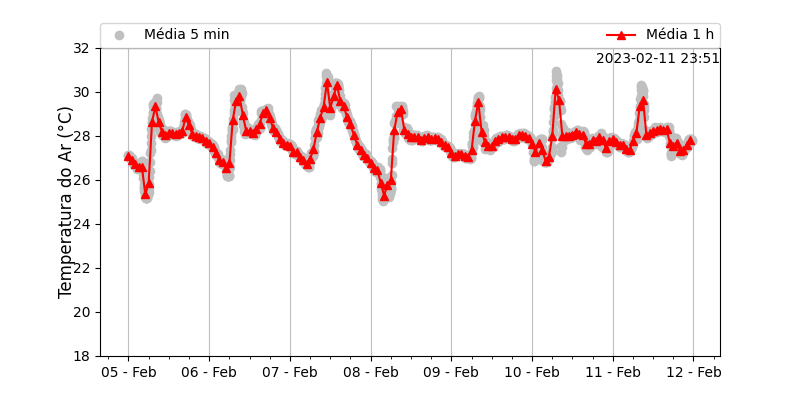 Média 5 min
Média 1 h
2023-02-11 23:51
Temperatura do Ar (°C)
32
30
28
26
24
22
20
18
05 - Feb
06 - Feb
07 - Feb
08 - Feb
09 - Feb
10 - Feb
11 - Feb
12 - Feb